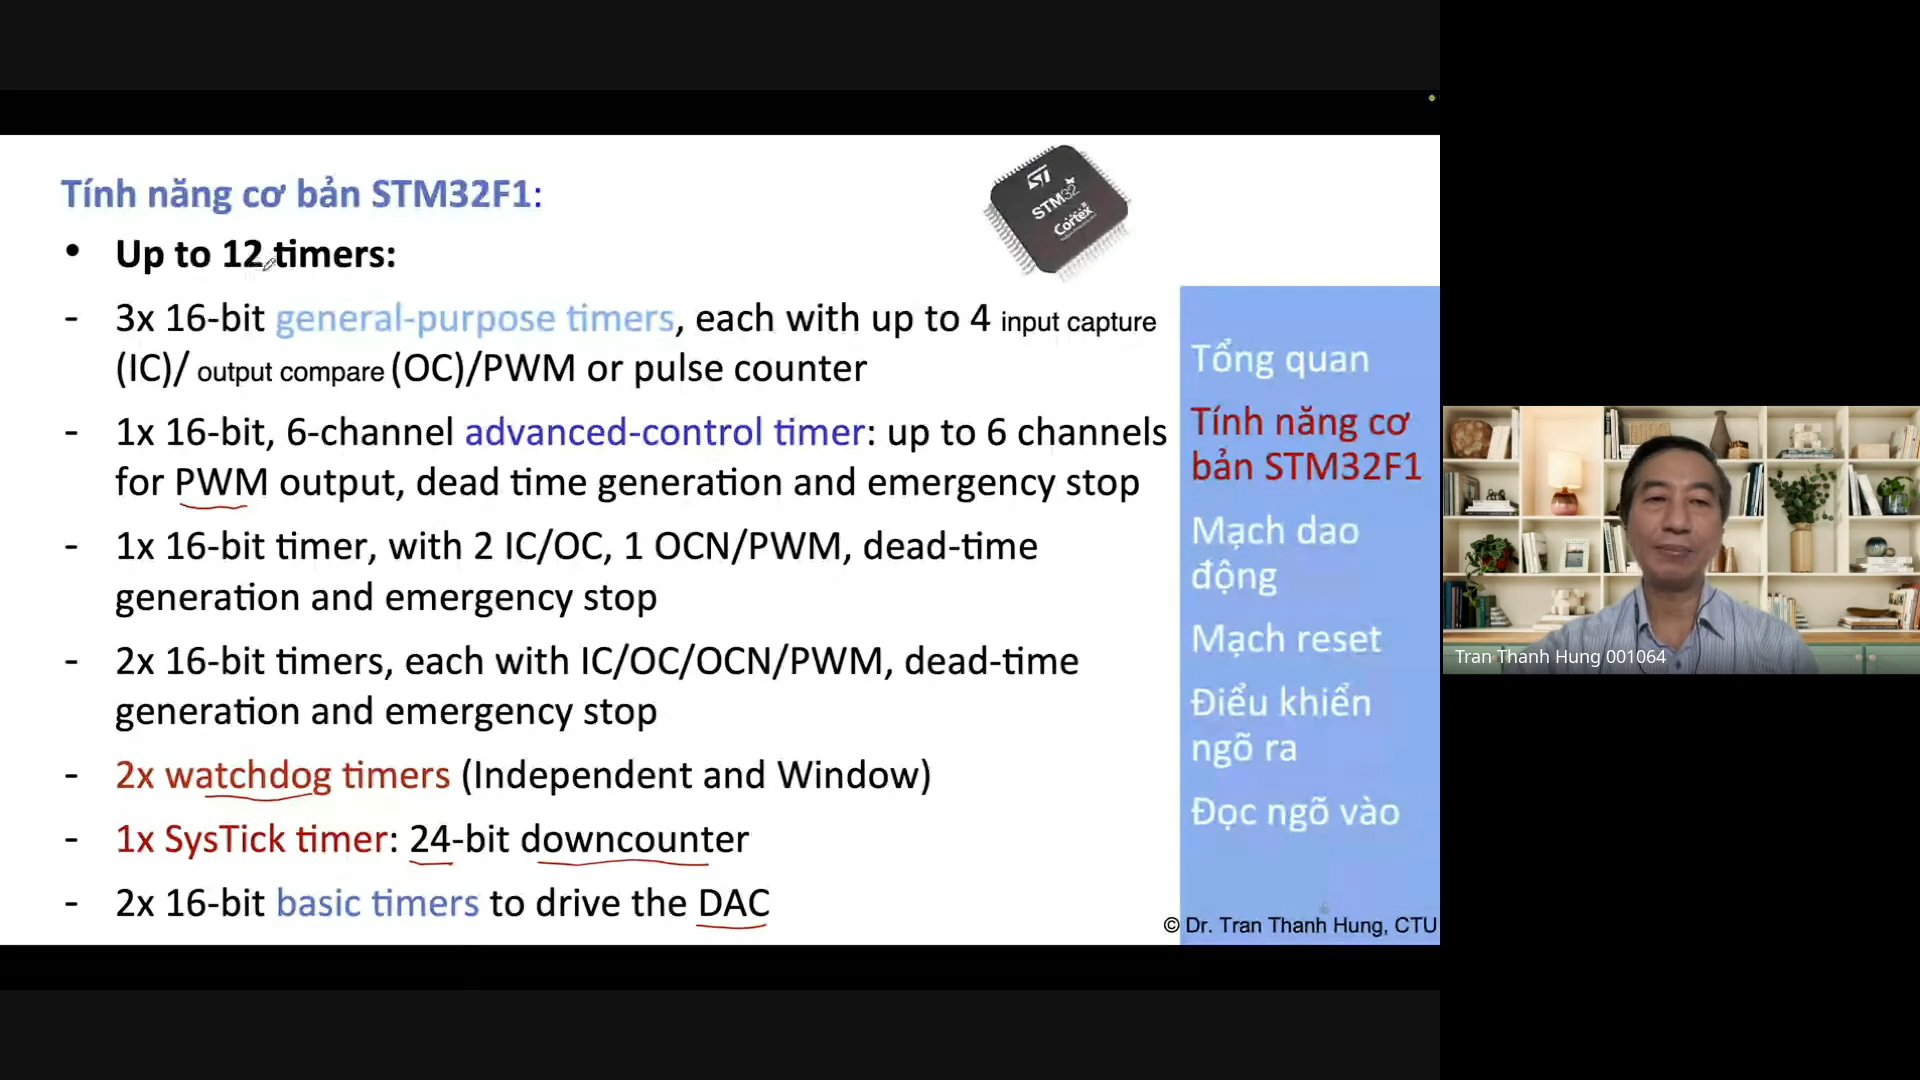 Tính năng cơ bản STM32F1:
• Up to 12 timers:
- 3x 16-bit general-purpose timers, each with up to 4 input capture
(IC)/ output compare (OC)/PWM or pulse counter
- 1x 16-bit, 6-channel advanced-control timer: up to 6 channels
for PWM output, dead time generation and emergency stop
- 1x 16-bit timer, with 2 IC/OC, 1 OCN/PWM, dead-time
generation and emergency stop
- 2x 16-bit timers, each with IC/OC/OCN/PWM, dead-time
generation and emergency stop
- 2x watchdog timers (Independent and Window)
- 1x SysTick timer: 24-bit downcounter
- 2x 16-bit basic timers to drive the DAC
ST
STM32
Cortex
Tổng quan
Tính năng cơ
bản STM32F1
Mạch dao
động
Mạch reset
Điểu khiển
ngõ ra
Đọc ngõ vào
© Dr. Tran Thanh Hung, CTU
Tran Thanh Hung 001064